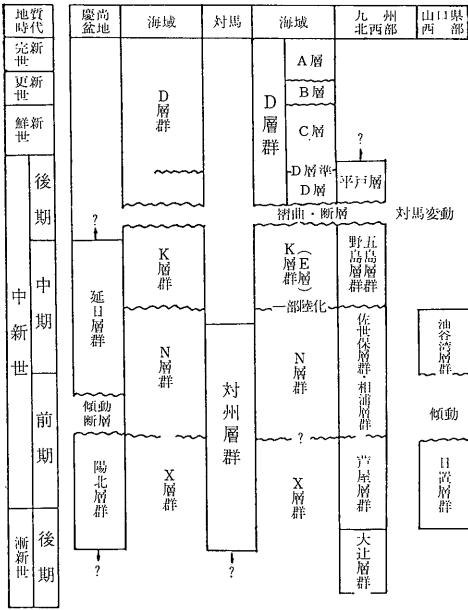 地質時代
慶尚盆地
海域
対馬
海域
九州北西部
山口県西部
完新世
更新世
鮮新世
中新世
後期
中期
前期
漸新世
後期
?
延日層群
傾動
断層
陽北層群
?
D層群
K層群
N層群
X層群
対州層群
?
D層群
A層
B層
C層
D層準
D層
褶曲・断層
K層群(E層)
一部陸化
N層群
?
X層群
?
平戸層
対馬変動
五島層群
野島層群
佐世保層群
相浦層群
芦屋層群
大辻層群
油谷湾層群
傾動
日置層群